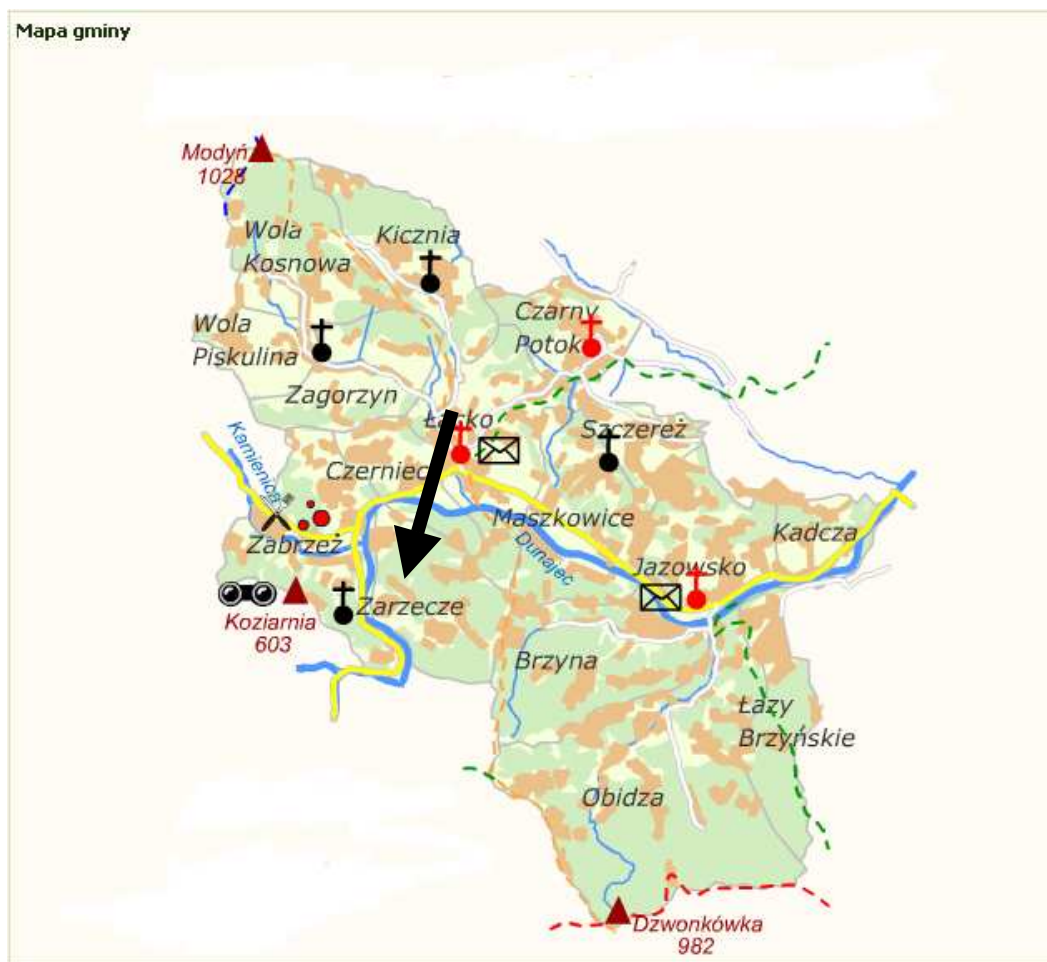 Mapa gminy
Modyń
1028
Wola
Kosnowa
Kicznia
Wola
Piskulina
Czarny
Potok
Zagorzyn
Łącko
Szczereż
Kamienica
Czerniec
Maszkowice
Kadcza
Zabrzeż
Dunajec
Jazowsko
Zarzecze
Koziarnia
603
Brzyna
Łazy
Brzyńskie
Obidza
Dzwonkówka
982